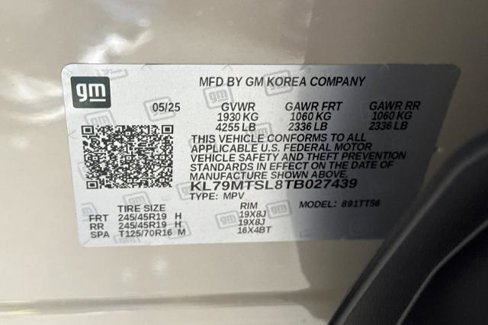 gm
MFD BY GM KOREA COMPANY
05/25 GVWR GAWR FRT GAWR RR
1930 KG 1060 KG 1060 KG
4255 LB 2336 LB 2336 LB
THIS VEHICLE CONFORMS TO ALL
APPLICABLE U.S. FEDERAL MOTOR
VEHICLE SAFETY AND THEFT PREVENTION
STANDARDS IN EFFECT ON THE DATE OF
MANUFACTURE SHOWN ABOVE.
KL79MTSL8TB027439
TYPE: MPV MODEL: 891TT56
TIRE SIZE RIM
FRT 245/45R19 H 19X8J
RR 245/45R19 H 19X8J
SPA T125/70R16 M 16X4BT